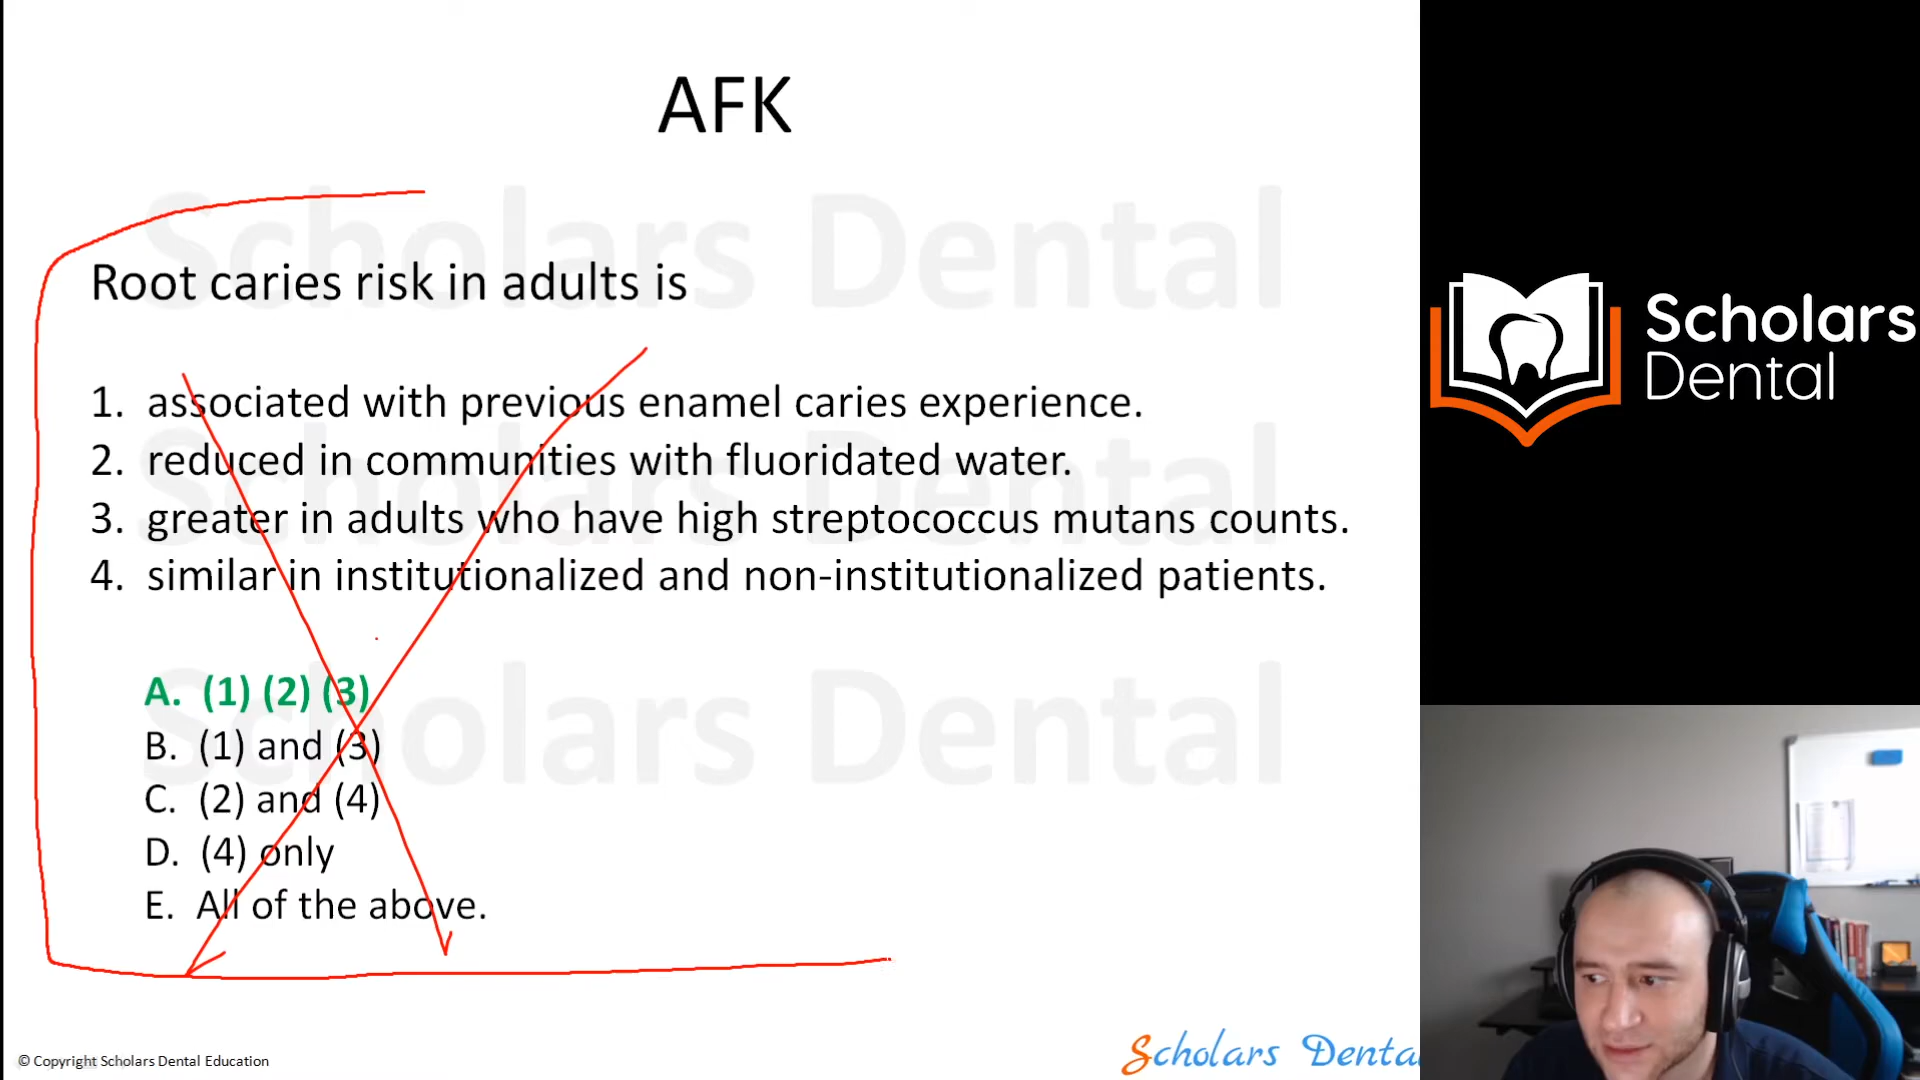 AFK
Scholars Dental
Root caries risk in adults is
1. associated with previous enamel caries experience.
2. reduced in communities with fluoridated water.
3. greater in adults who have high streptococcus mutans counts.
4. similar in institutionalized and non-institutionalized patients.
Scholars Dental
A. (1) (2) (3)
B. (1) and (3)
C. (2) and (4)
D. (4) only
E. All of the above.
Scholars Dental
© Copyright Scholars Dental Education
Scholars Denta
Scholars
Dental